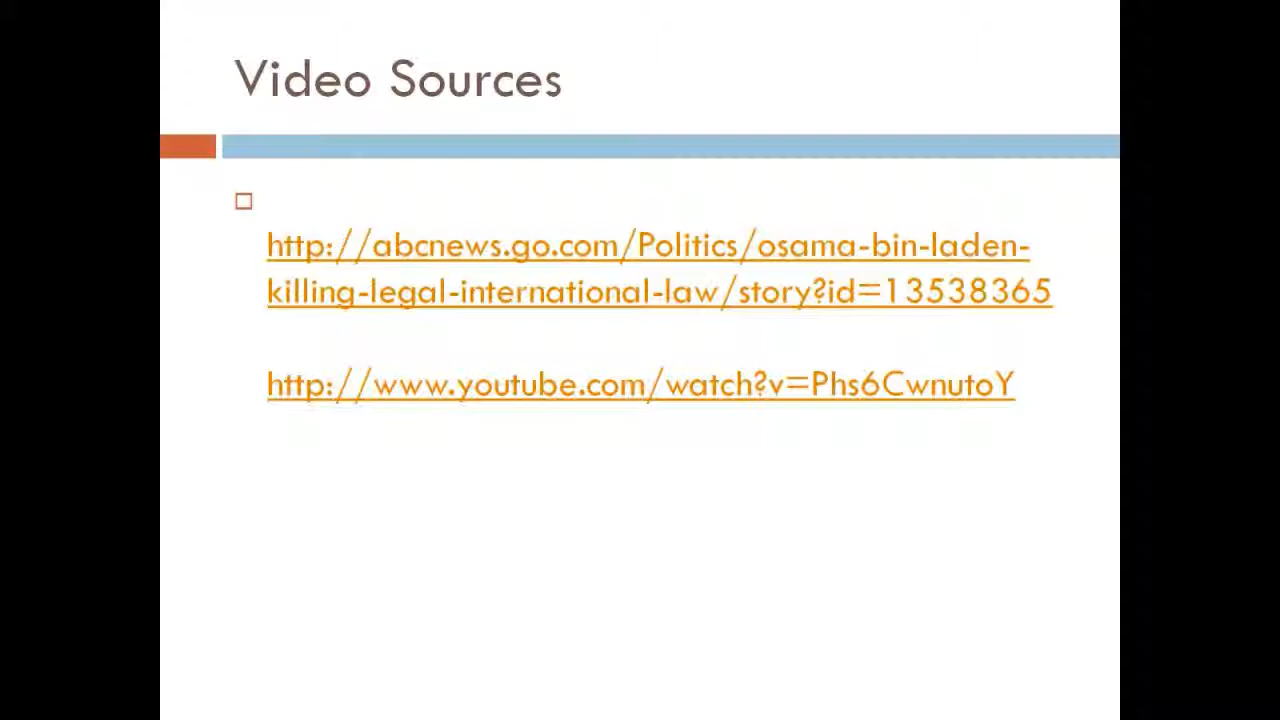 Video Sources
http://abcnews.go.com/Politics/osama-bin-laden-
killing-legal-international-law/story?id=13538365
http://www.youtube.com/watch?v=Phs6CwnutoY